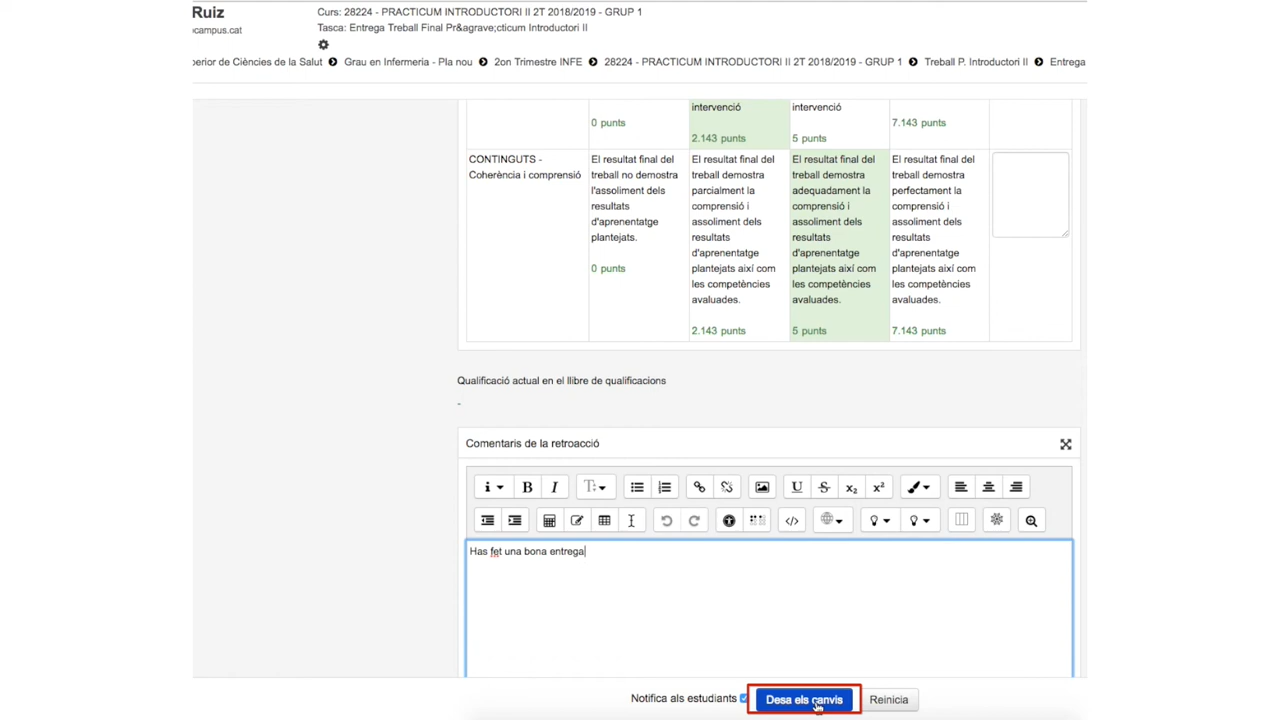 Ruiz
Curs: 28224 - PRACTICUM INTRODUCTORI II 2T 2018/2019 - GRUP 1
ocampus.cat
Tasca: Entrega Treball Final Pr&agrave;cticum Introductori II
perior de Ciències de la Salut Grau en Infermeria - Pla nou 2on Trimestre INFE 28224 - PRACTICUM INTRODUCTORI II 2T 2018/2019 - GRUP 1 Treball P. Introductori II Entrega
0 punts
intervenció
2.143 punts
intervenció
5 punts
7.143 punts
CONTINGUTS -
Coherència i comprensió
El resultat final del
treball no demostra
l'assoliment dels
resultats
d'aprenentatge
plantejats.
0 punts
El resultat final del
treball demostra
parcialment la
comprensió i
assoliment dels
resultats
d'aprenentatge
plantejats així com
les competències
avaluades.
2.143 punts
El resultat final del
treball demostra
adequadament la
comprensió i
assoliment dels
resultats
d'aprenentatge
plantejats així com
les competències
avaluades.
5 punts
El resultat final del
treball demostra
perfectament la
comprensió i
assoliment dels
resultats
d'aprenentatge
plantejats així com
les competències
avaluades.
7.143 punts
Qualificació actual en el llibre de qualificacions
-
Comentaris de la retroacció
Has fet una bona entrega
Notifica als estudiants Desa els canvis Reinicia